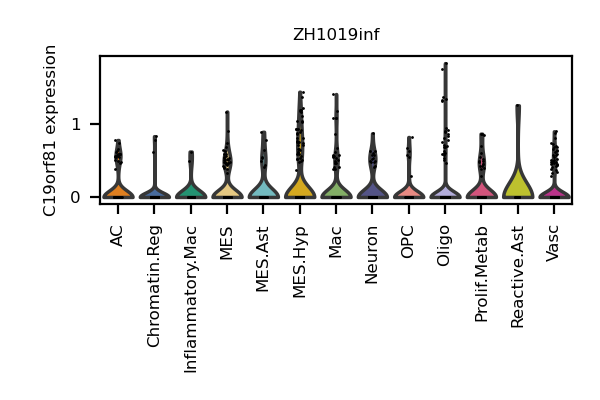 ZH1019inf
C19orf81 expression
1
0
AC
Chromatin.Reg
Inflammatory.Mac
MES
MES.Ast
MES.Hyp
Mac
Neuron
OPC
Oligo
Prolif.Metab
Reactive.Ast
Vasc